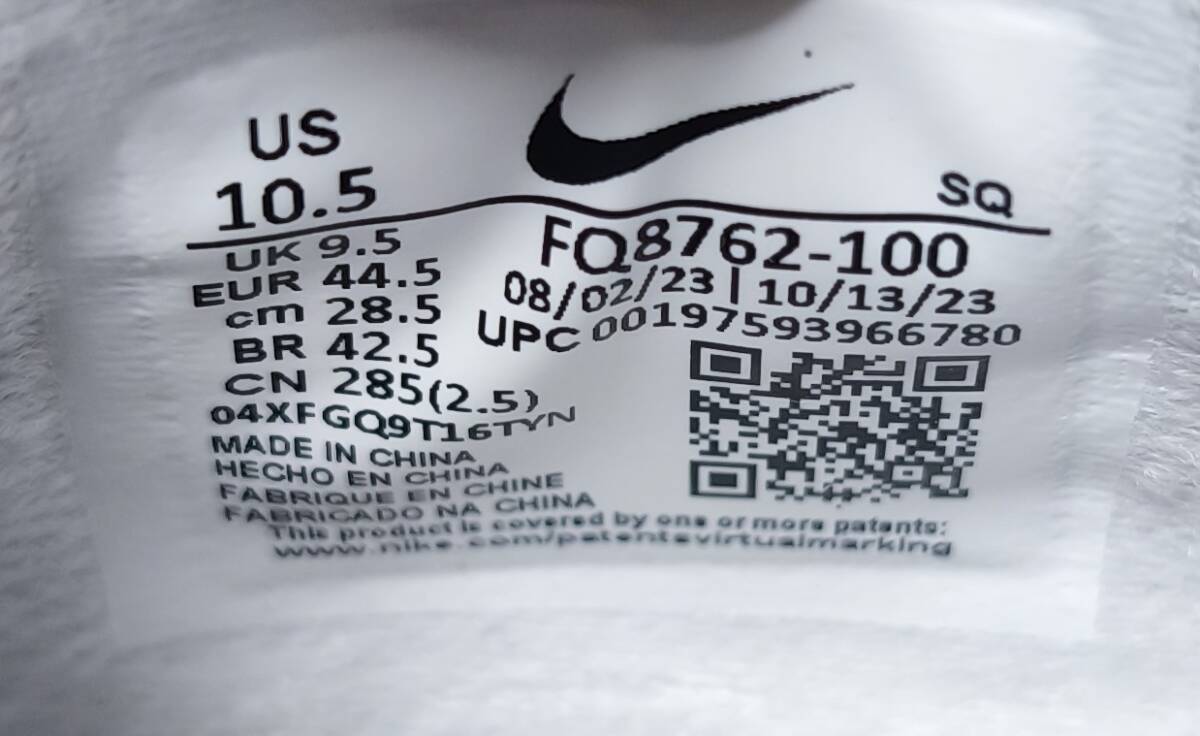 US
10.5
SQ
UK 9.5
EUR 44.5
cm 28.5
BR 42.5
CN 285(2.5)
FQ8762-100
08/02/23 | 10/13/23
UPC 00197593966780
04XFGQ9T16TYN
MADE IN CHINA
HECHO EN CHINA
FABRIQUE EN CHINE
FABRICADO NA CHINA
This product is covered by one or more patents:
www.nike.com/patentsvirtualmarking